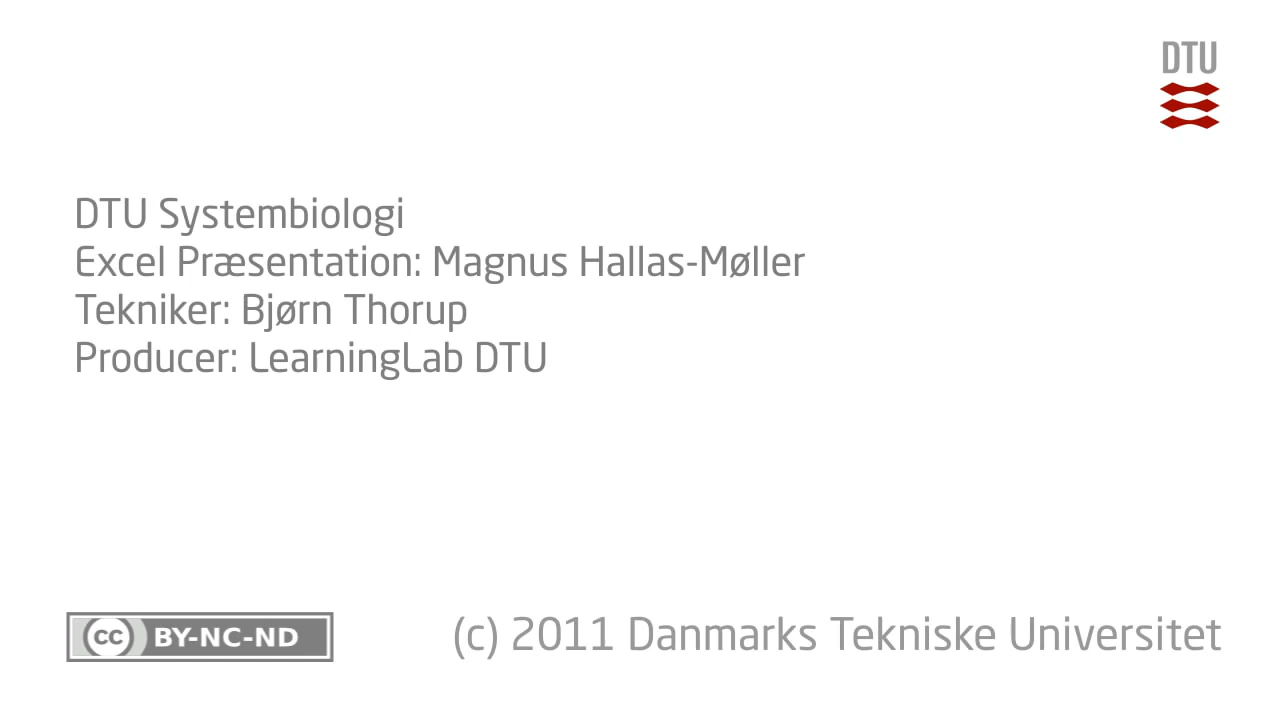 DTU
DTU Systembiologi
Excel Præsentation: Magnus Hallas-Møller
Tekniker: Bjørn Thorup
Producer: LearningLab DTU
cc BY-NC-ND
(c) 2011 Danmarks Tekniske Universitet